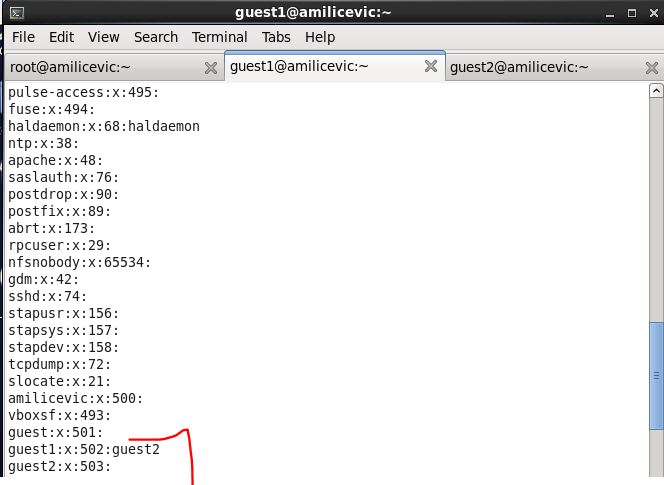 guest1@amilicevic:~
File Edit View Search Terminal Tabs Help
root@amilicevic:~ guest1@amilicevic:~ guest2@amilicevic:~
pulse-access:x:495:
fuse:x:494:
haldaemon:x:68:haldaemon
ntp:x:38:
apache:x:48:
saslauth:x:76:
postdrop:x:90:
postfix:x:89:
abrt:x:173:
rpcuser:x:29:
nfsnobody:x:65534:
gdm:x:42:
sshd:x:74:
stapusr:x:156:
stapsys:x:157:
stapdev:x:158:
tcpdump:x:72:
slocate:x:21:
amilicevic:x:500:
vboxsf:x:493:
guest:x:501:
guest1:x:502:guest2
guest2:x:503: